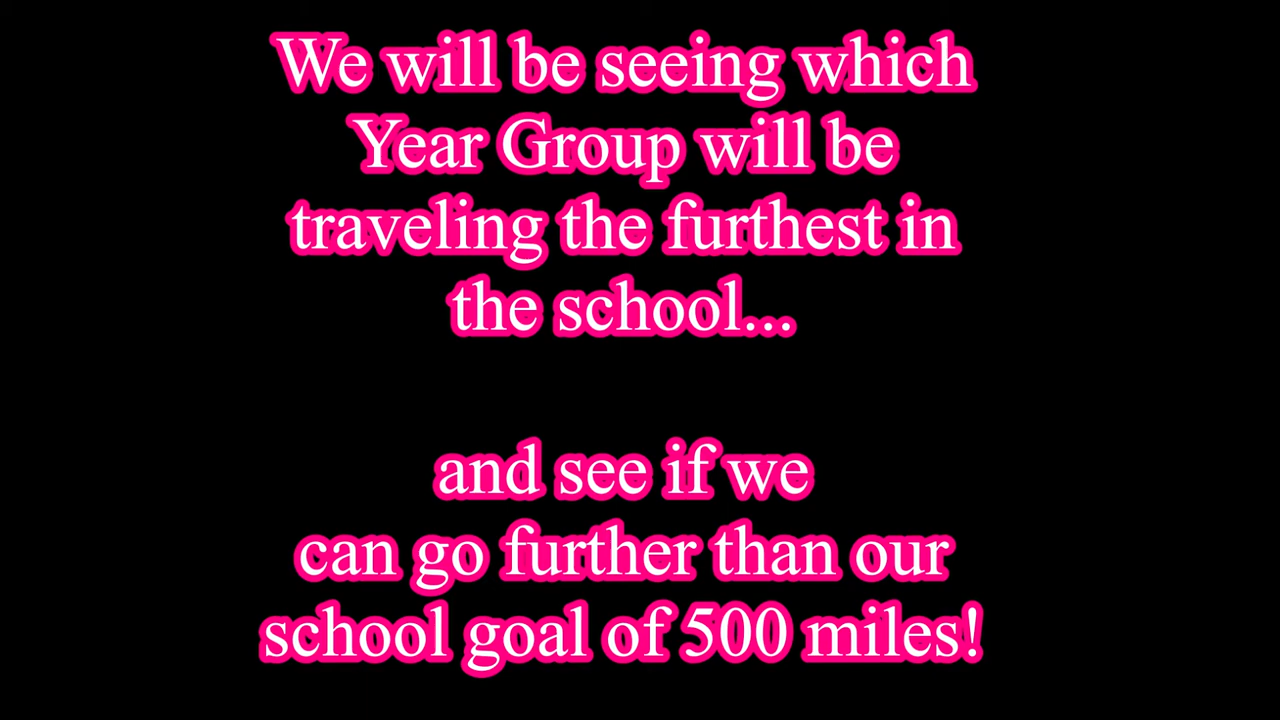 We will be seeing which
Year Group will be
traveling the furthest in
the school...
and see if we
can go further than our
school goal of 500 miles!